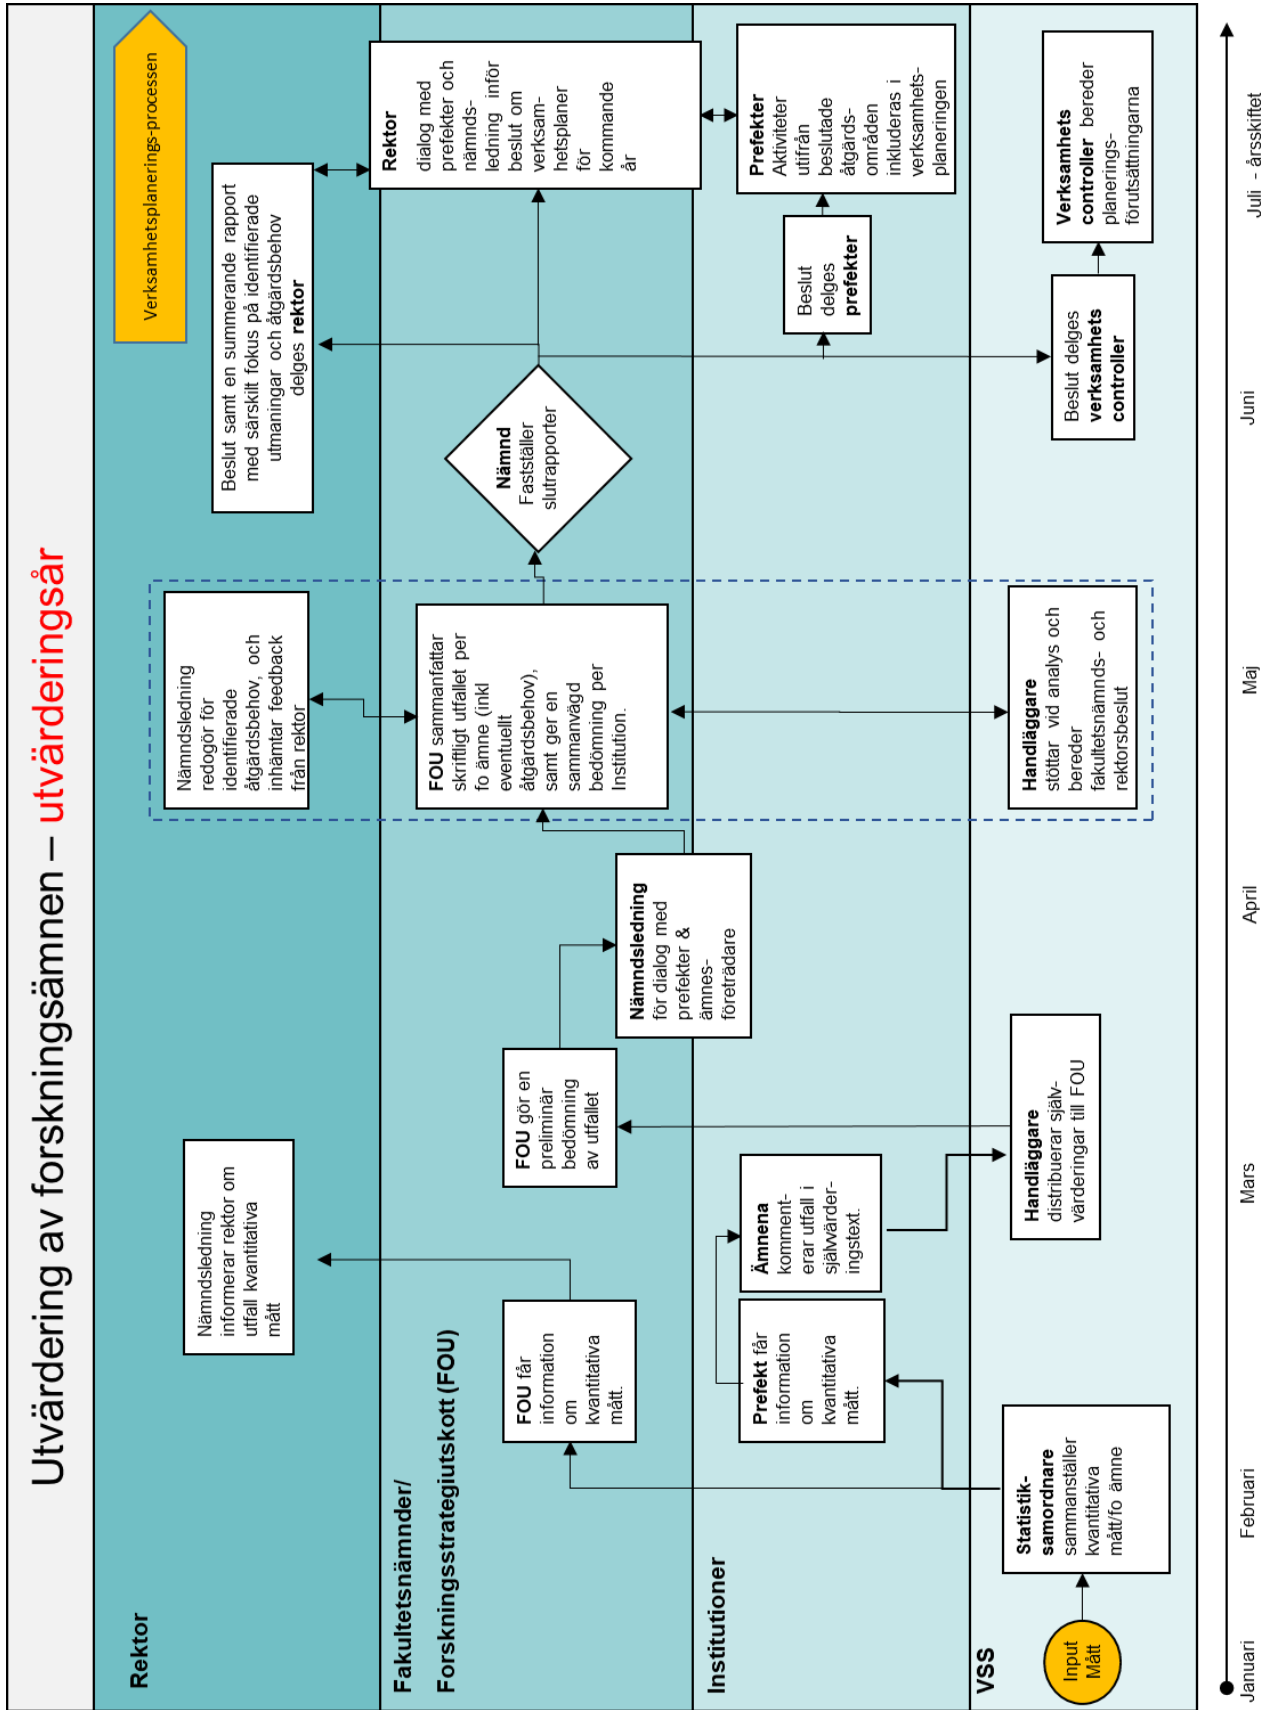 Utvärdering av forskningsämnen – utvärderingsår
Verksamhetsplanerings-processen
Rektor
Nämndsledning
informerar rektor om
utfall kvantitativa
mått
Nämndsledning
redogör för
identifierade
åtgärdsbehov, och
inhämtar feedback
från rektor
Beslut samt en summerande rapport
med särskilt fokus på identifierade
utmaningar och åtgärdsbehov
delges rektor
Fakultetsnämnder/
Forskningsstrategiutskott (FOU)
FOU får
information
om
kvantitativa
mått.
FOU gör en
preliminär
bedömning
av utfallet
Nämndsledning
för dialog med
prefekter &
ämnes-
företrädare
FOU sammanfattar
skriftligt utfallet per
fo ämne (inkl
eventuellt
åtgärdsbehov),
samt ger en
sammanvägd
bedömning per
Institution.
Nämnd
Fastställer
slutrapporter
Rektor
dialog med
prefekter och
nämnds-
ledning inför
beslut om
verksam-
hetsplaner
för
kommande
år
Institutioner
Prefekt får
information
om
kvantitativa
mått.
Ämnena
komment-
erar utfall i
självvärder-
ingstext.
Beslut
delges
prefekter
Prefekter
Aktiviteter
utifrån
beslutade
åtgärds-
områden
inkluderas i
verksamhets-
planeringen
VSS
Input
Mått
Statistik-
samordnare
sammanställer
kvantitativa
mått/fo ämne
Handläggare
distribuerar själv-
värderingar till FOU
Handläggare
stöttar vid analys och
bereder
fakultetsnämnds- och
rektorsbeslut
Beslut delges
verksamhets
controller
Verksamhets
controller bereder
planerings-
förutsättningarna
Januari
Februari
Mars
April
Maj
Juni
Juli - årsskiftet